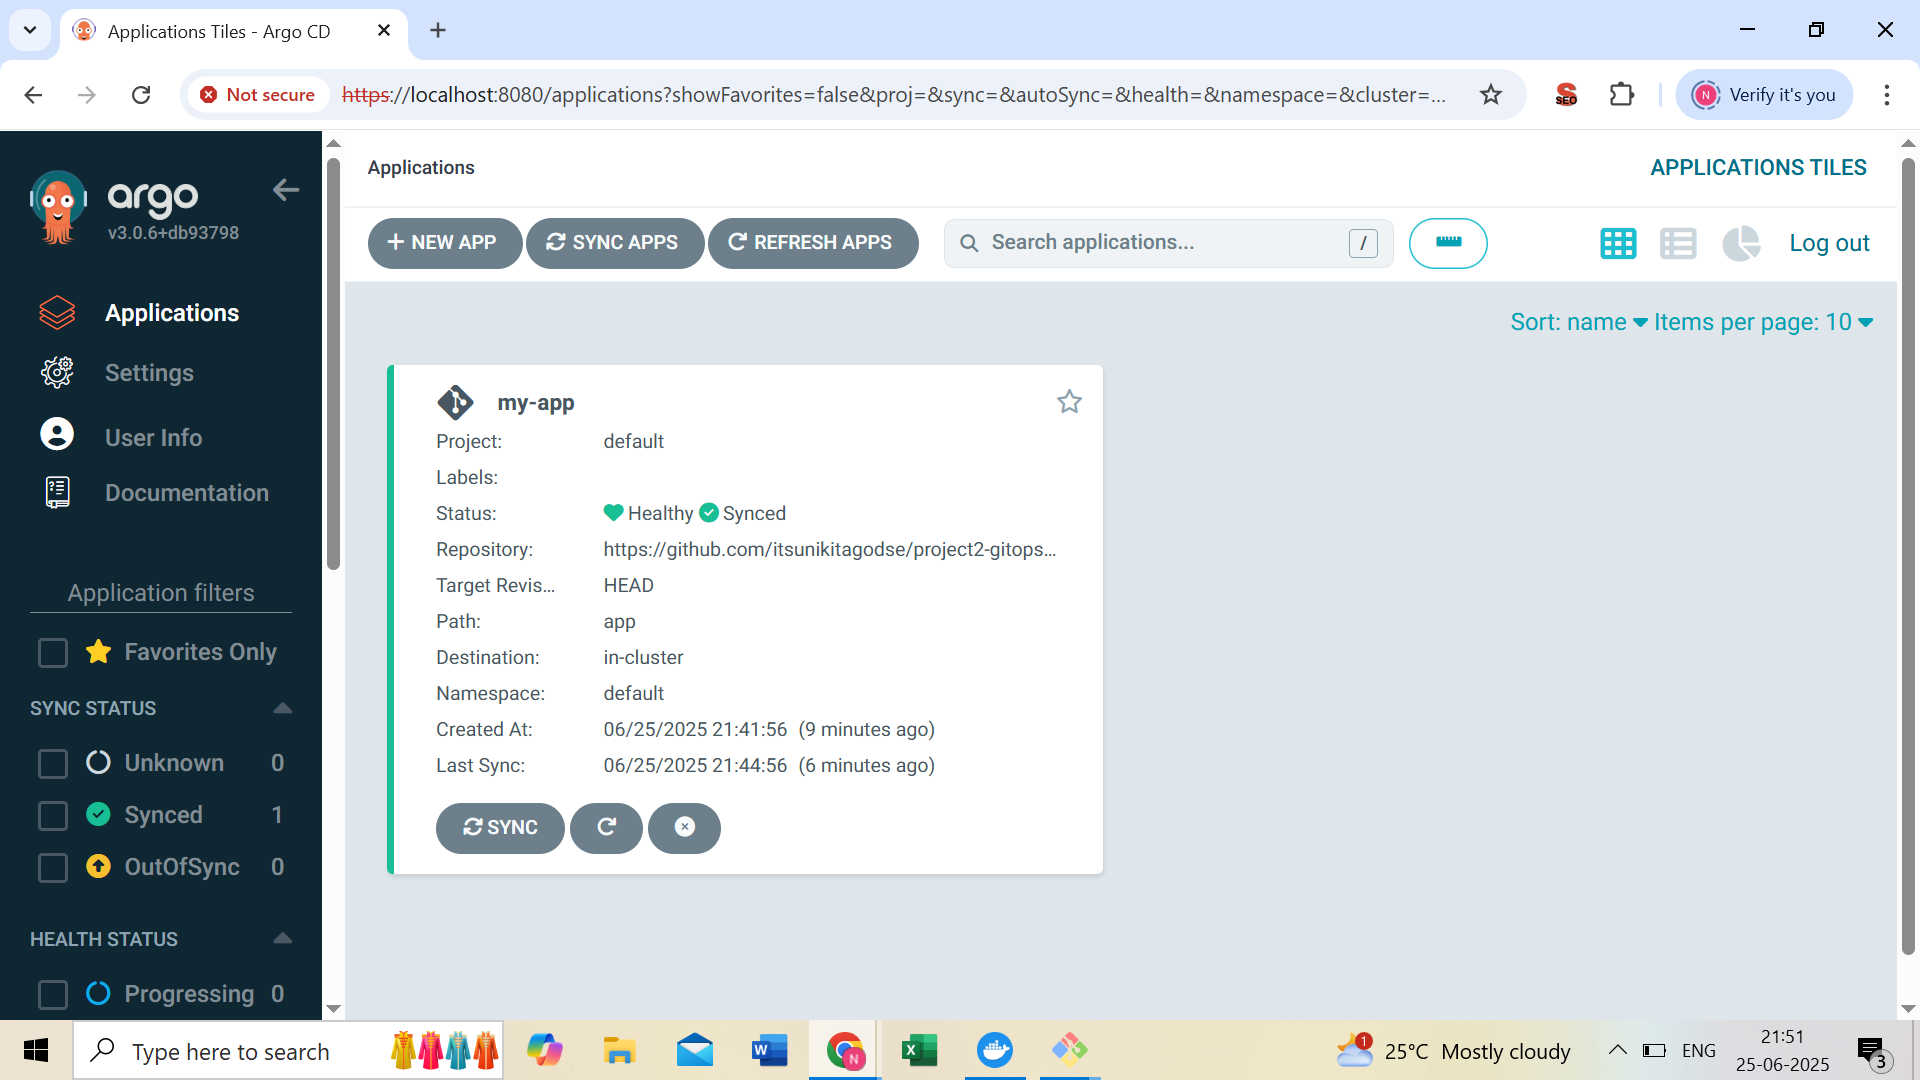 Applications Tiles - Argo CD
Not secure
https://localhost:8080/applications?showFavorites=false&proj=&sync=&autoSync=&health=&namespace=&cluster=...
SEO
N
Verify it's you
argo
v3.0.6+db93798
Applications
Settings
User Info
Documentation
Application filters
Favorites Only
SYNC STATUS
Unknown 0
Synced 1
OutOfSync 0
HEALTH STATUS
Progressing 0
Applications
APPLICATIONS TILES
+ NEW APP
SYNC APPS
REFRESH APPS
Search applications...
/
Log out
Sort: name
Items per page: 10
my-app
Project: default
Labels:
Status: Healthy Synced
Repository: https://github.com/itsunikitagodse/project2-gitops...
Target Revis... HEAD
Path: app
Destination: in-cluster
Namespace: default
Created At: 06/25/2025 21:41:56 (9 minutes ago)
Last Sync: 06/25/2025 21:44:56 (6 minutes ago)
SYNC
Type here to search
W
N
X
1
25°C Mostly cloudy
ENG
21:51
25-06-2025
3